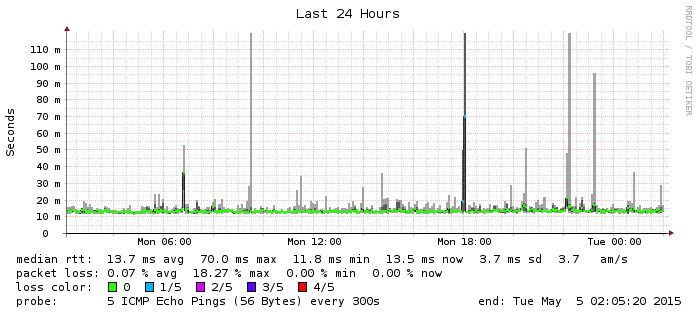 Last 24 Hours
RRDTOOL / TOBI OETIKER
Seconds
110 m
100 m
90 m
80 m
70 m
60 m
50 m
40 m
30 m
20 m
10 m
0
Mon 06:00 Mon 12:00 Mon 18:00 Tue 00:00
median rtt: 13.7 ms avg 70.0 ms max 11.8 ms min 13.5 ms now 3.7 ms sd 3.7 am/s
packet loss: 0.07 % avg 18.27 % max 0.00 % min 0.00 % now
loss color: 0 1/5 2/5 3/5 4/5
probe: 5 ICMP Echo Pings (56 Bytes) every 300s end: Tue May 5 02:05:20 2015